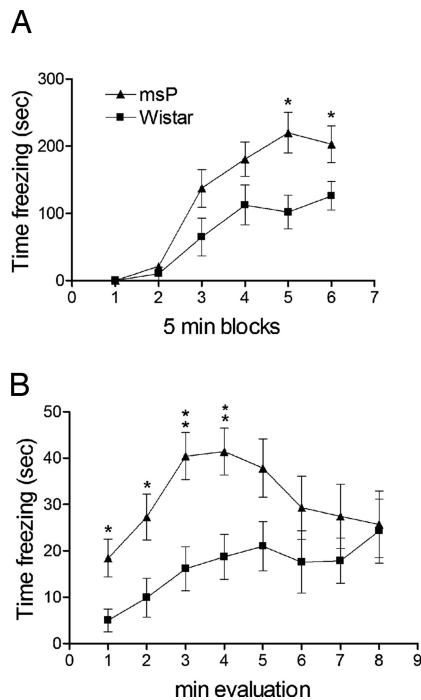 A
300
200
100
0
Time freezing (sec)
msP
Wistar
*
*
0 1 2 3 4 5 6 7
5 min blocks
B
50
40
30
20
10
0
Time freezing (sec)
*
*
*
*
*
*
0 1 2 3 4 5 6 7 8 9
min evaluation